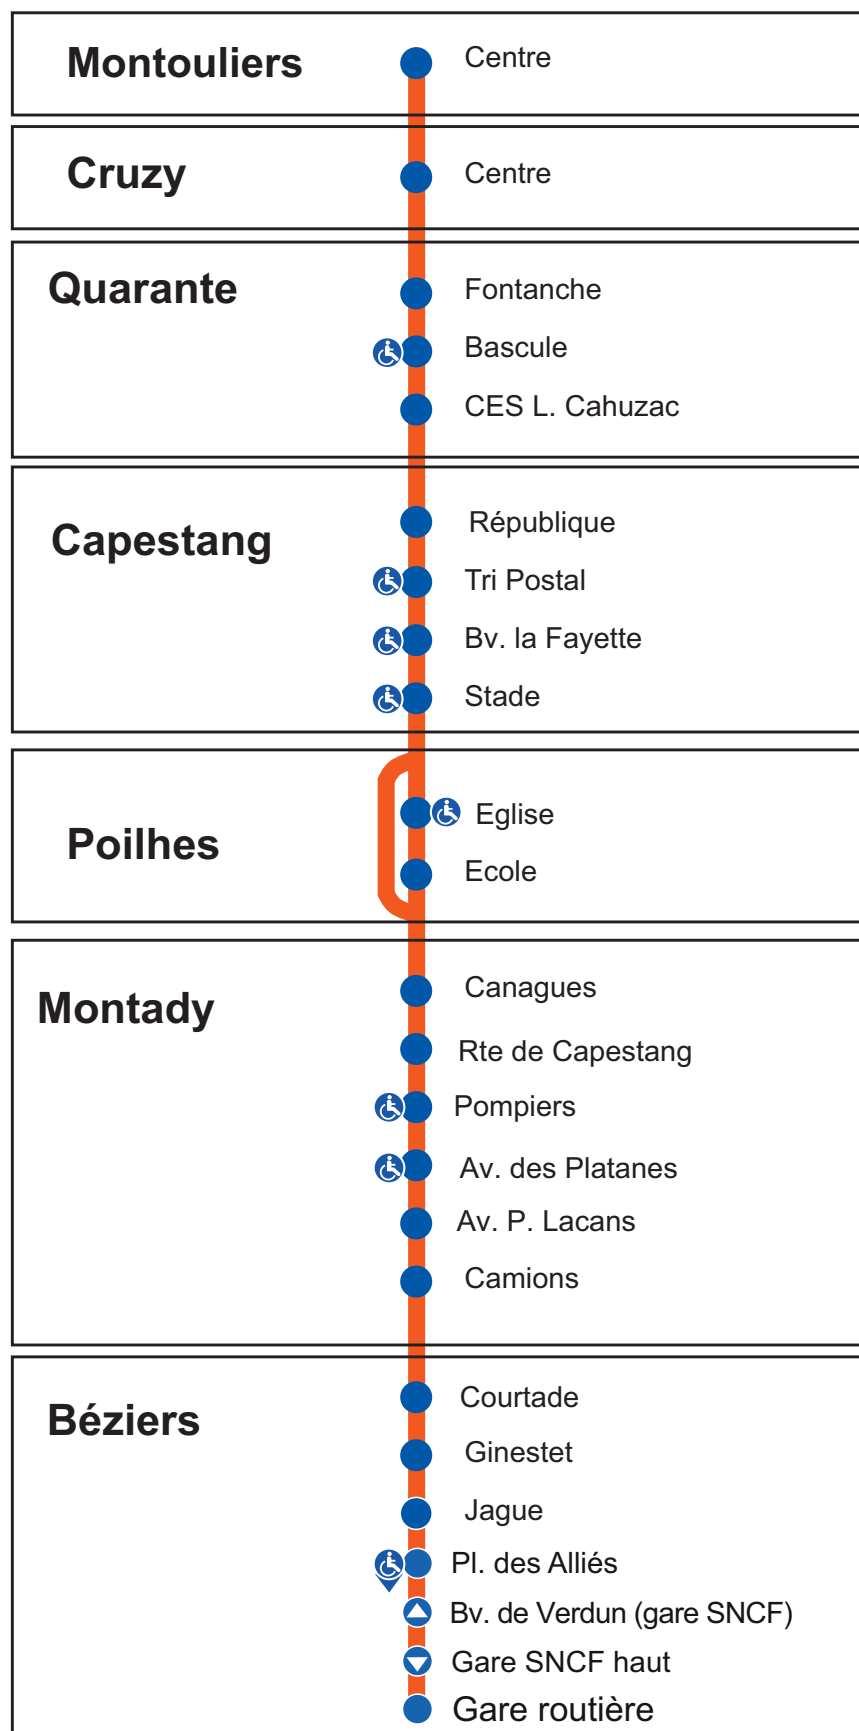 Montouliers
Centre
Cruzy
Centre
Quarante
Fontanche
Bascule
CES L. Cahuzac
Capestang
République
Tri Postal
Bv. la Fayette
Stade
Poilhes
Eglise
Ecole
Montady
Canagues
Rte de Capestang
Pompiers
Av. des Platanes
Av. P. Lacans
Camions
Béziers
Courtade
Ginestet
Jague
Pl. des Alliés
Bv. de Verdun (gare SNCF)
Gare SNCF haut
Gare routière